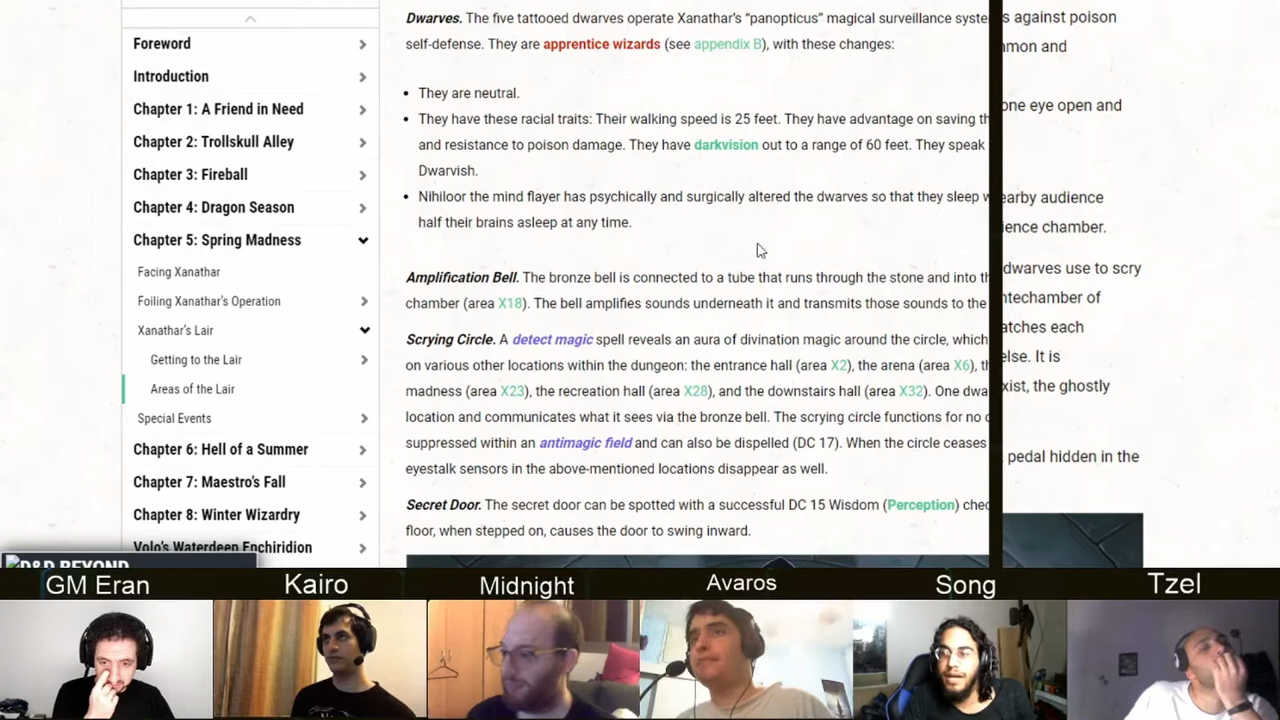 Foreword
Introduction
Chapter 1: A Friend in Need
Chapter 2: Trollskull Alley
Chapter 3: Fireball
Chapter 4: Dragon Season
Chapter 5: Spring Madness
Facing Xanathar
Foiling Xanathar's Operation
Xanathar's Lair
Getting to the Lair
Areas of the Lair
Special Events
Chapter 6: Hell of a Summer
Chapter 7: Maestro's Fall
Chapter 8: Winter Wizardry
Volo's Waterdeep Enchiridion
D&D BEYOND
Dwarves. The five tattooed dwarves operate Xanathar's “panopticus” magical surveillance syste
self-defense. They are apprentice wizards (see appendix B), with these changes:
• They are neutral.
• They have these racial traits: Their walking speed is 25 feet. They have advantage on saving th
and resistance to poison damage. They have darkvision out to a range of 60 feet. They speak
Dwarvish.
• Nihiloor the mind flayer has psychically and surgically altered the dwarves so that they sleep w
half their brains asleep at any time.
Amplification Bell. The bronze bell is connected to a tube that runs through the stone and into th
chamber (area X18). The bell amplifies sounds underneath it and transmits those sounds to the
Scrying Circle. A detect magic spell reveals an aura of divination magic around the circle, which
on various other locations within the dungeon: the entrance hall (area X2), the arena (area X6), th
madness (area X23), the recreation hall (area X28), and the downstairs hall (area X32). One dwa
location and communicates what it sees via the bronze bell. The scrying circle functions for no o
suppressed within an antimagic field and can also be dispelled (DC 17). When the circle ceases
eyestalk sensors in the above-mentioned locations disappear as well.
Secret Door. The secret door can be spotted with a successful DC 15 Wisdom (Perception) chec
floor, when stepped on, causes the door to swing inward.
s against poison
mmon and
one eye open and
earby audience
ience chamber.
dwarves use to scry
ntechamber of
atches each
else. It is
xist, the ghostly
pedal hidden in the
GM Eran
Kairo
Midnight
Avaros
Song
Tzel